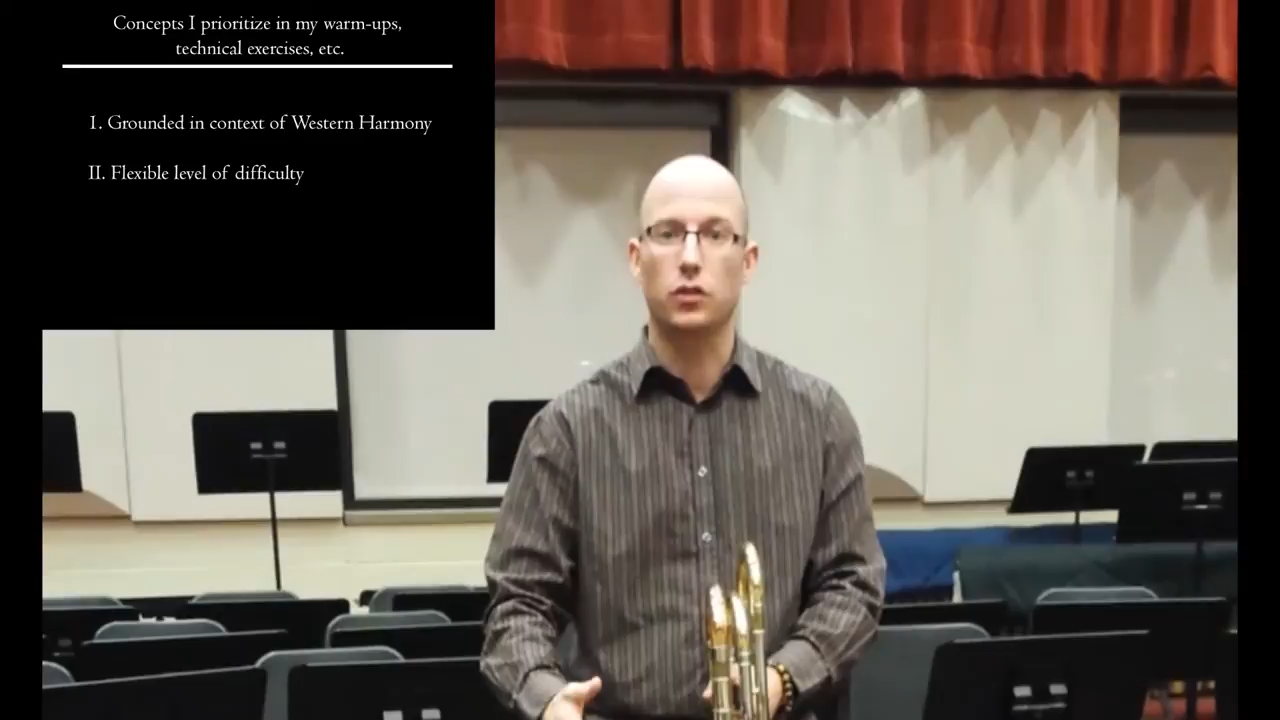 Concepts I prioritize in my warm-ups,
technical exercises, etc.
I. Grounded in context of Western Harmony
II. Flexible level of difficulty